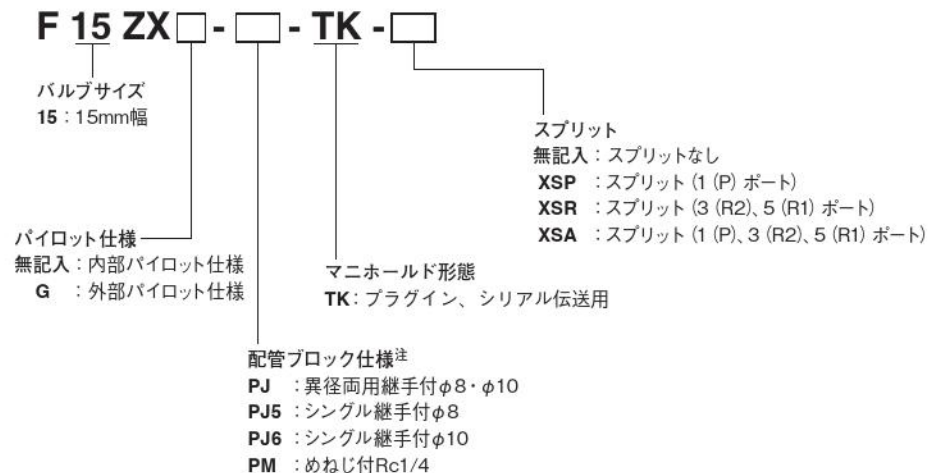 F 15 ZX□-□-TK-□
バルブサイズ
15：15mm幅
スプリット
無記入：スプリットなし
XSP ：スプリット（1（P）ポート）
XSR ：スプリット（3（R2）、5（R1）ポート）
XSA ：スプリット（1（P）、3（R2）、5（R1）ポート）
パイロット仕様
無記入：内部パイロット仕様
G ：外部パイロット仕様
マニホールド形態
TK：プラグイン、シリアル伝送用
配管ブロック仕様注
PJ ：異径両用継手付φ8・φ10
PJ5 ：シングル継手付φ8
PJ6 ：シングル継手付φ10
PM ：めねじ付Rc1/4